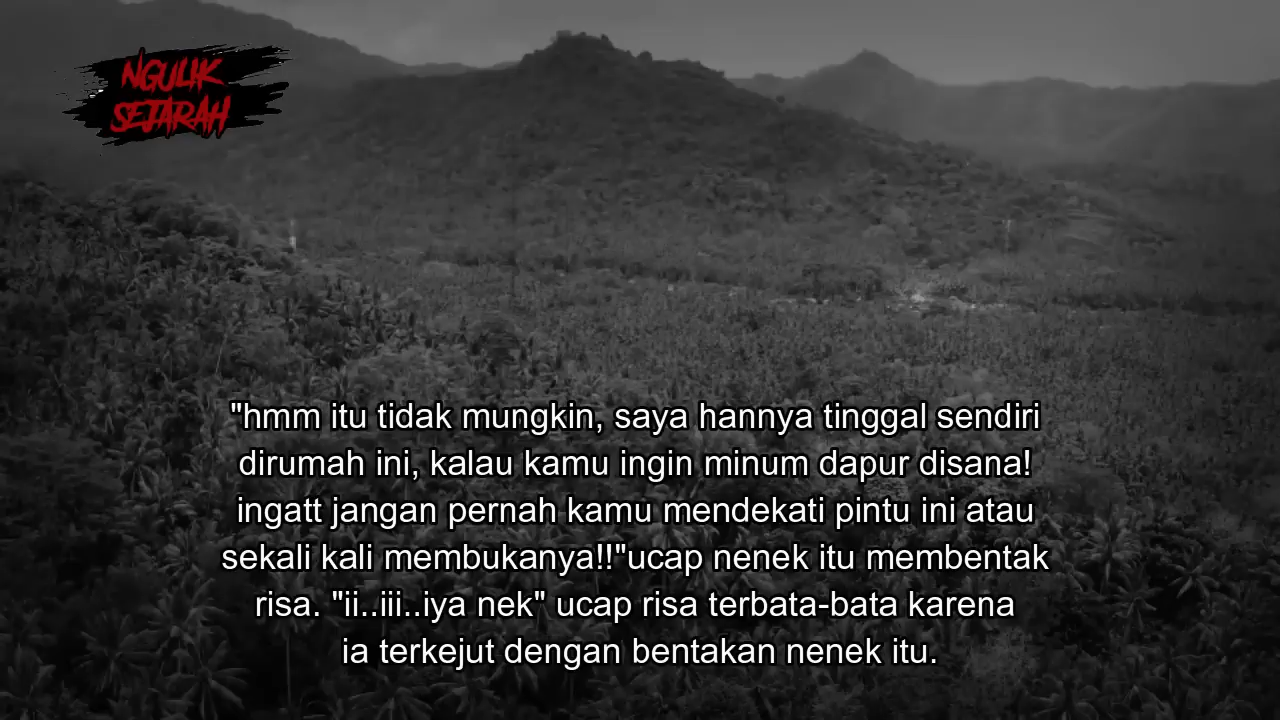 NGULIK
SEJARAH
"hmm itu tidak mungkin, saya hannya tinggal sendiri
dirumah ini, kalau kamu ingin minum dapur disana!
ingatt jangan pernah kamu mendekati pintu ini atau
sekali kali membukanya!!"ucap nenek itu membentak
risa. "ii..iii..iya nek" ucap risa terbata-bata karena
ia terkejut dengan bentakan nenek itu.